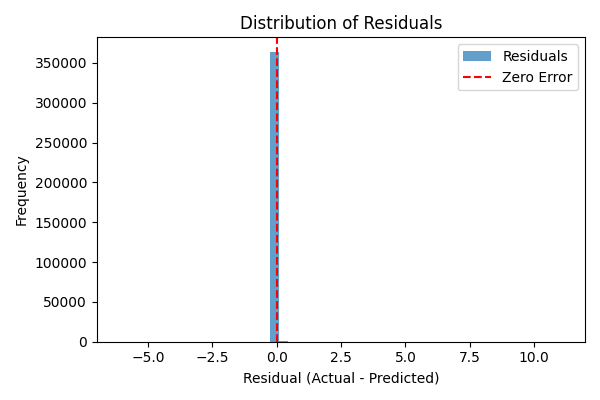 Distribution of Residuals
Residuals
Zero Error
350000
300000
250000
200000
150000
100000
50000
0
Frequency
−5.0 −2.5 0.0 2.5 5.0 7.5 10.0
Residual (Actual - Predicted)